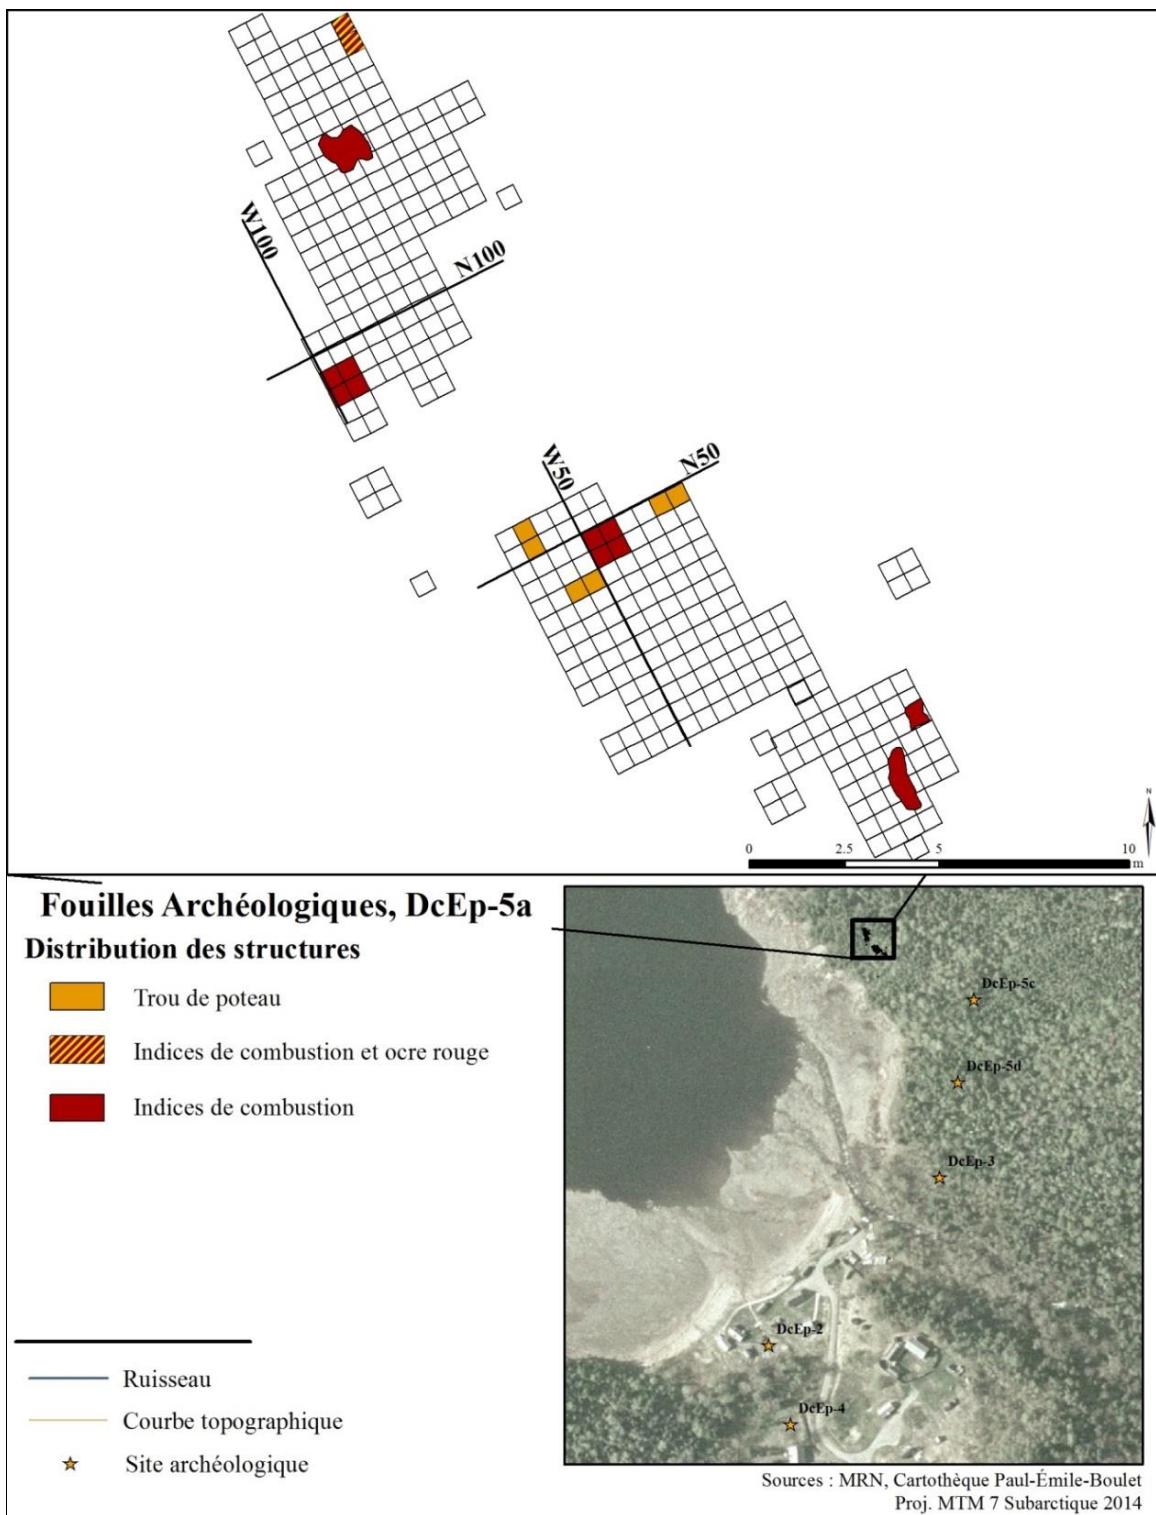 W100
N100
W50
N50
N
0 2.5 5 10
m
Fouilles Archéologiques, DcEp-5a
Distribution des structures
Trou de poteau
Indices de combustion et ocre rouge
Indices de combustion
Ruisseau
Courbe topographique
Site archéologique
DcEp-5c
DcEp-5d
DcEp-3
DcEp-2
DcEp-4
Sources : MRN, Cartothèque Paul-Émile-Boulet
Proj. MTM 7 Subarctique 2014